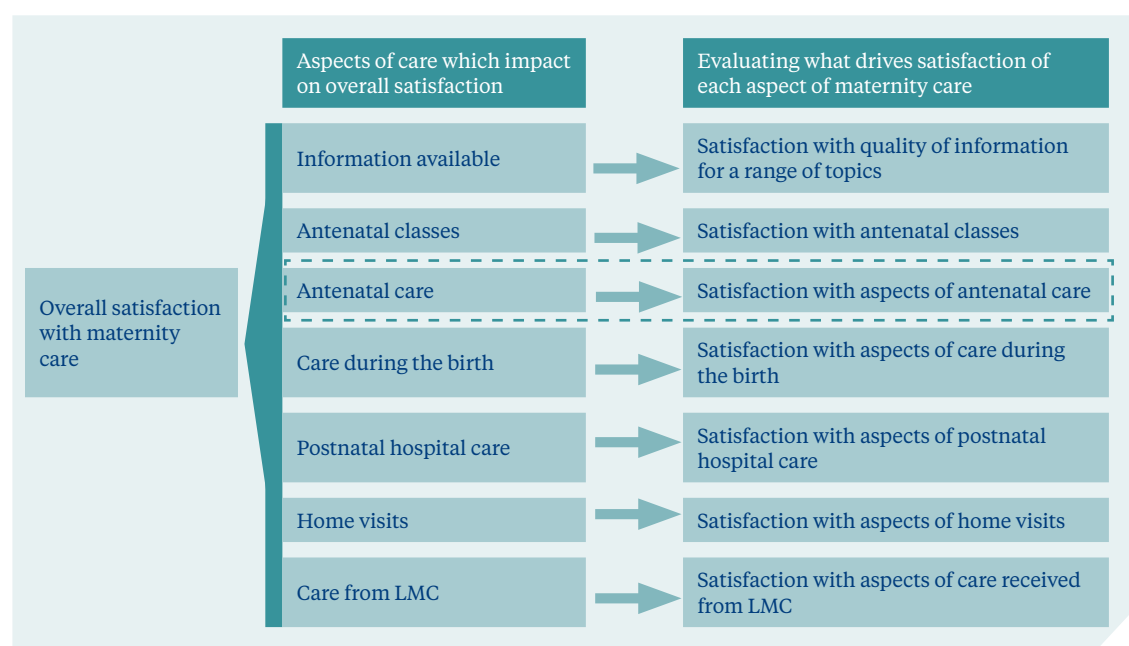 Aspects of care which impact
on overall satisfaction
Evaluating what drives satisfaction of
each aspect of maternity care
Overall satisfaction
with maternity
care
Information available
Satisfaction with quality of information
for a range of topics
Antenatal classes
Satisfaction with antenatal classes
Antenatal care
Satisfaction with aspects of antenatal care
Care during the birth
Satisfaction with aspects of care during
the birth
Postnatal hospital care
Satisfaction with aspects of postnatal
hospital care
Home visits
Satisfaction with aspects of home visits
Care from LMC
Satisfaction with aspects of care received
from LMC